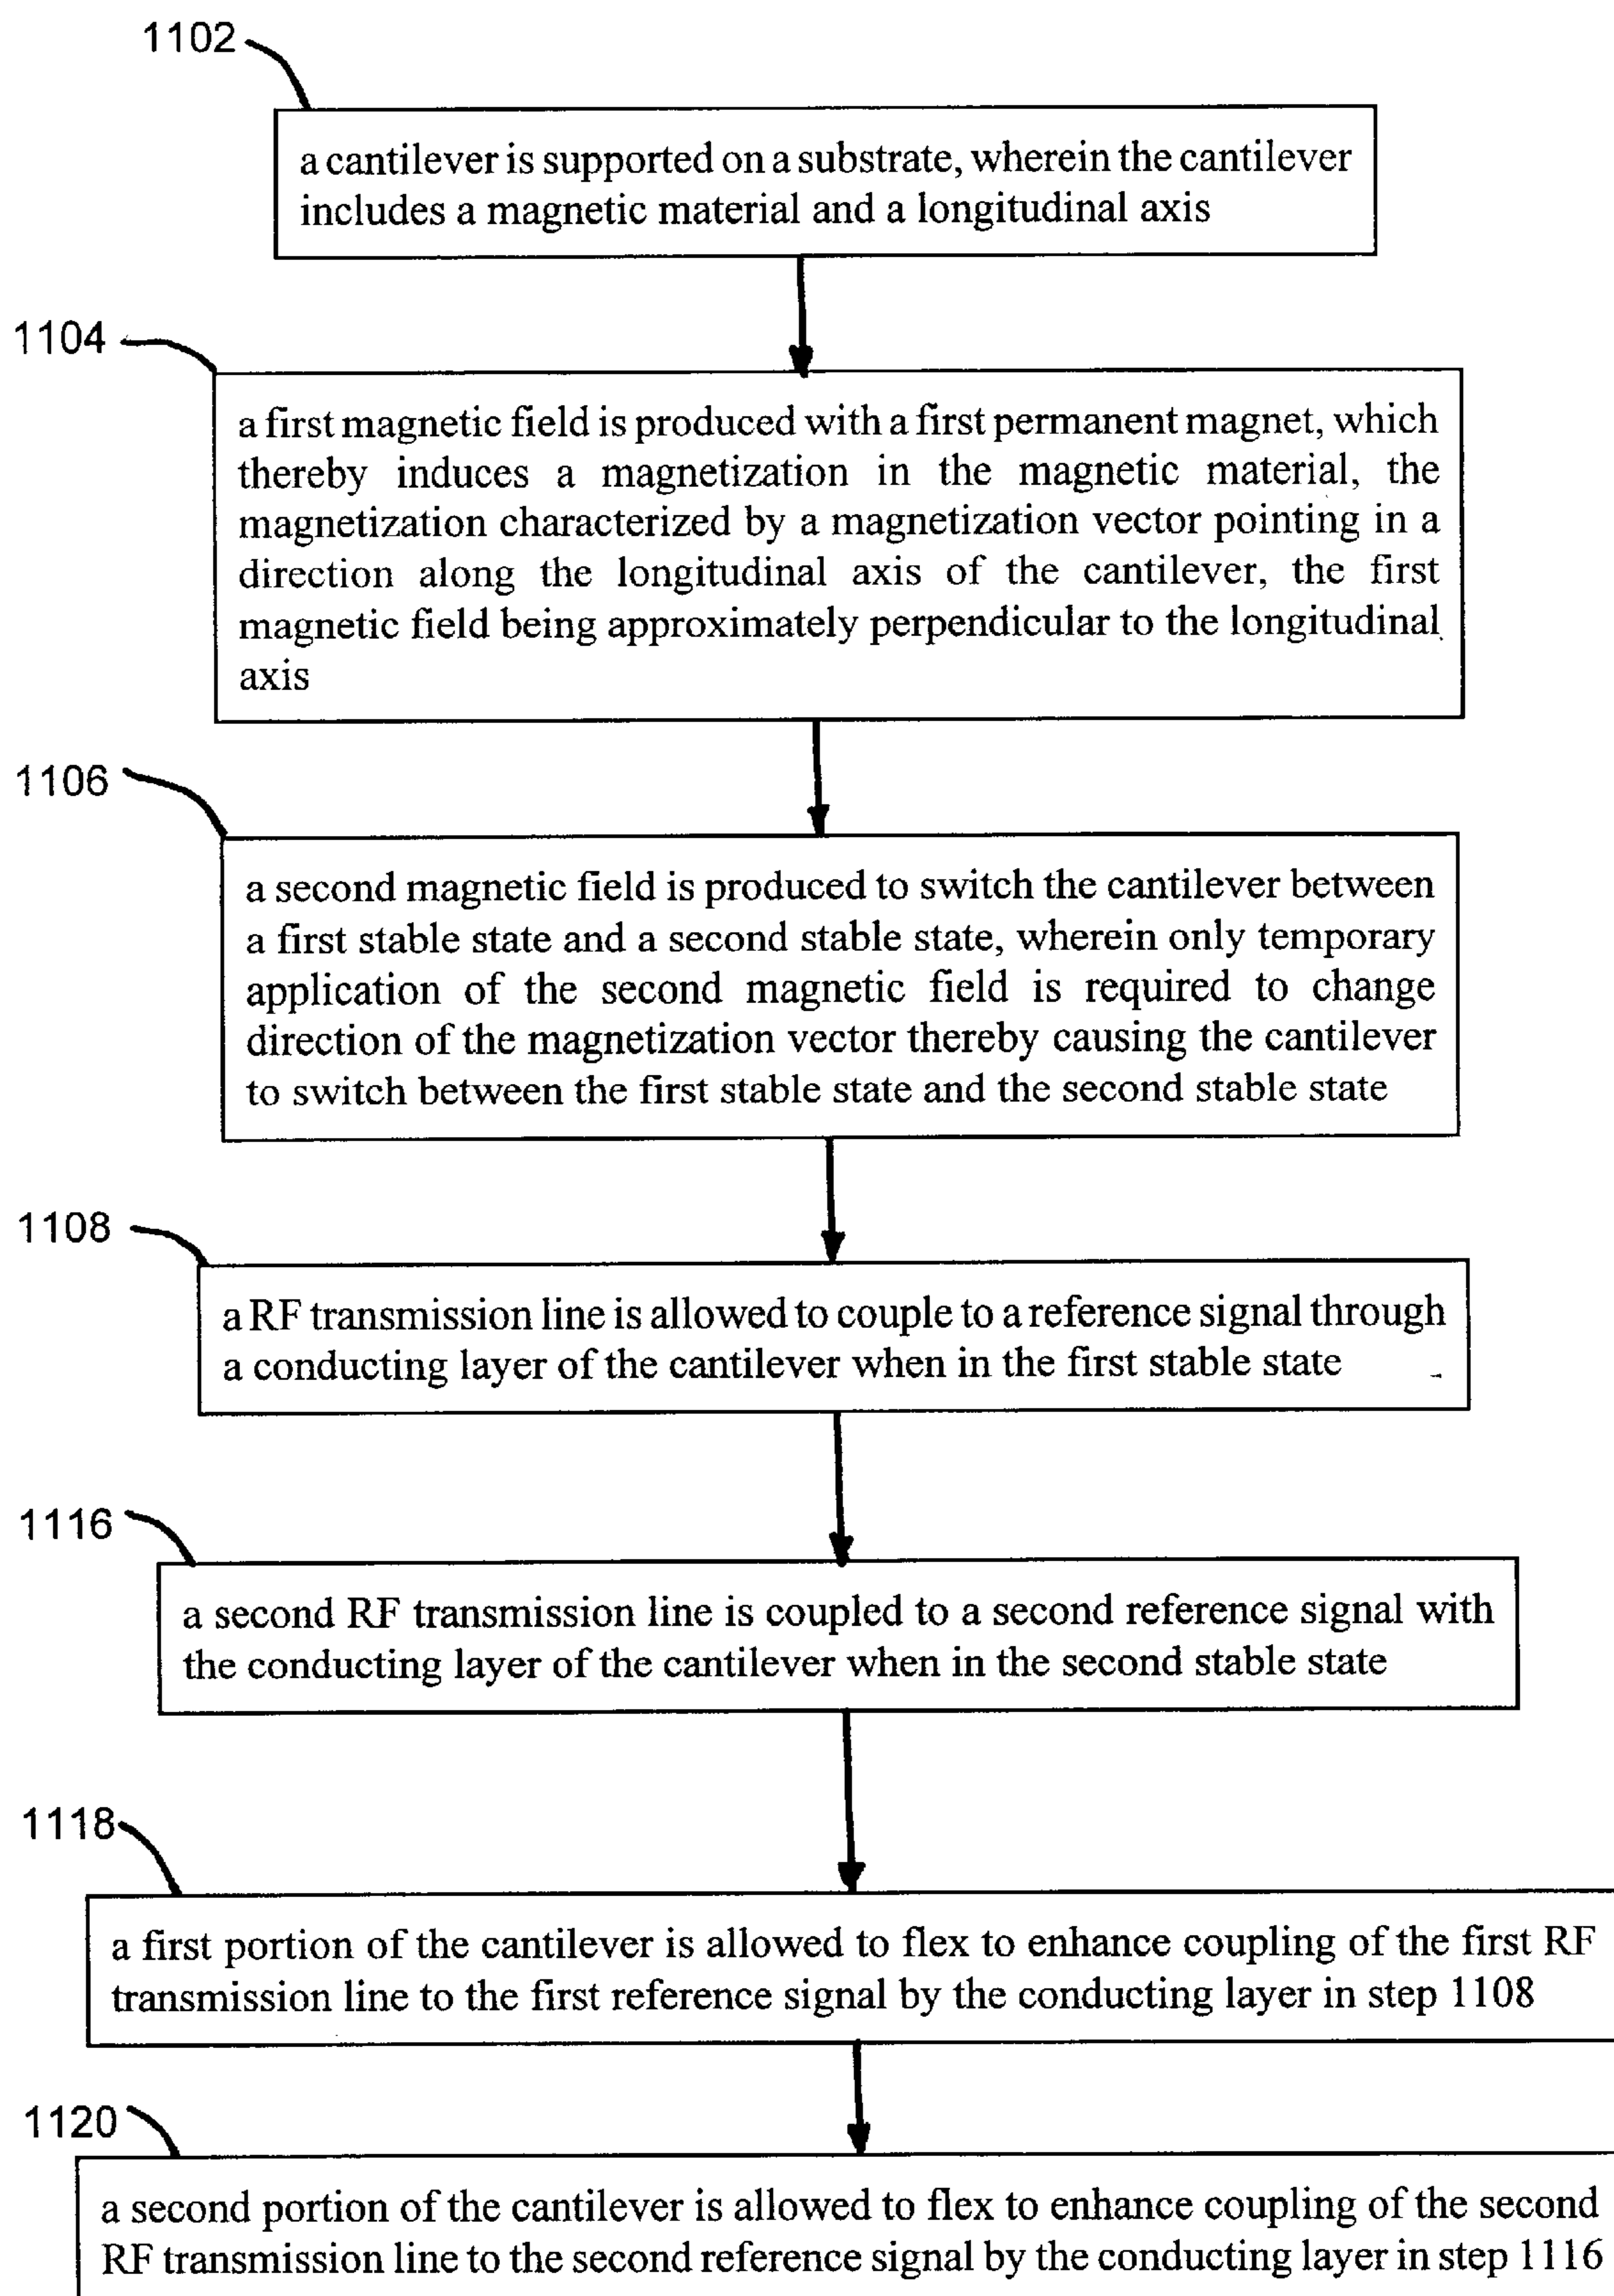 1102
a cantilever is supported on a substrate, wherein the cantilever
includes a magnetic material and a longitudinal axis
1104
a first magnetic field is produced with a first permanent magnet, which
thereby induces a magnetization in the magnetic material, the
magnetization characterized by a magnetization vector pointing in a
direction along the longitudinal axis of the cantilever, the first
magnetic field being approximately perpendicular to the longitudinal
axis
1106
a second magnetic field is produced to switch the cantilever between
a first stable state and a second stable state, wherein only temporary
application of the second magnetic field is required to change
direction of the magnetization vector thereby causing the cantilever
to switch between the first stable state and the second stable state
1108
a RF transmission line is allowed to couple to a reference signal through
a conducting layer of the cantilever when in the first stable state
1116
a second RF transmission line is coupled to a second reference signal with
the conducting layer of the cantilever when in the second stable state
1118
a first portion of the cantilever is allowed to flex to enhance coupling of the first RF
transmission line to the first reference signal by the conducting layer in step 1108
1120
a second portion of the cantilever is allowed to flex to enhance coupling of the second
RF transmission line to the second reference signal by the conducting layer in step 1116